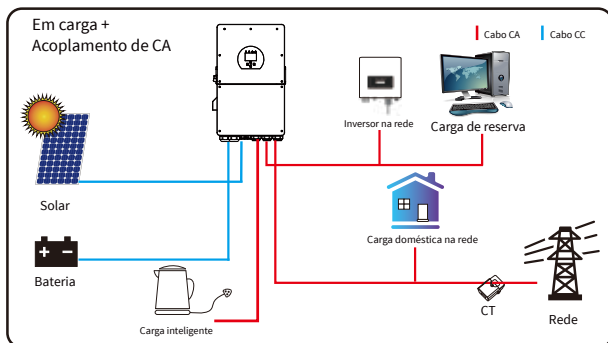 Em carga +
Acoplamento de CA
Cabo CA
Cabo CC
Inversor na rede
Carga de reserva
Solar
Carga doméstica na rede
Bateria
Carga inteligente
CT
Rede